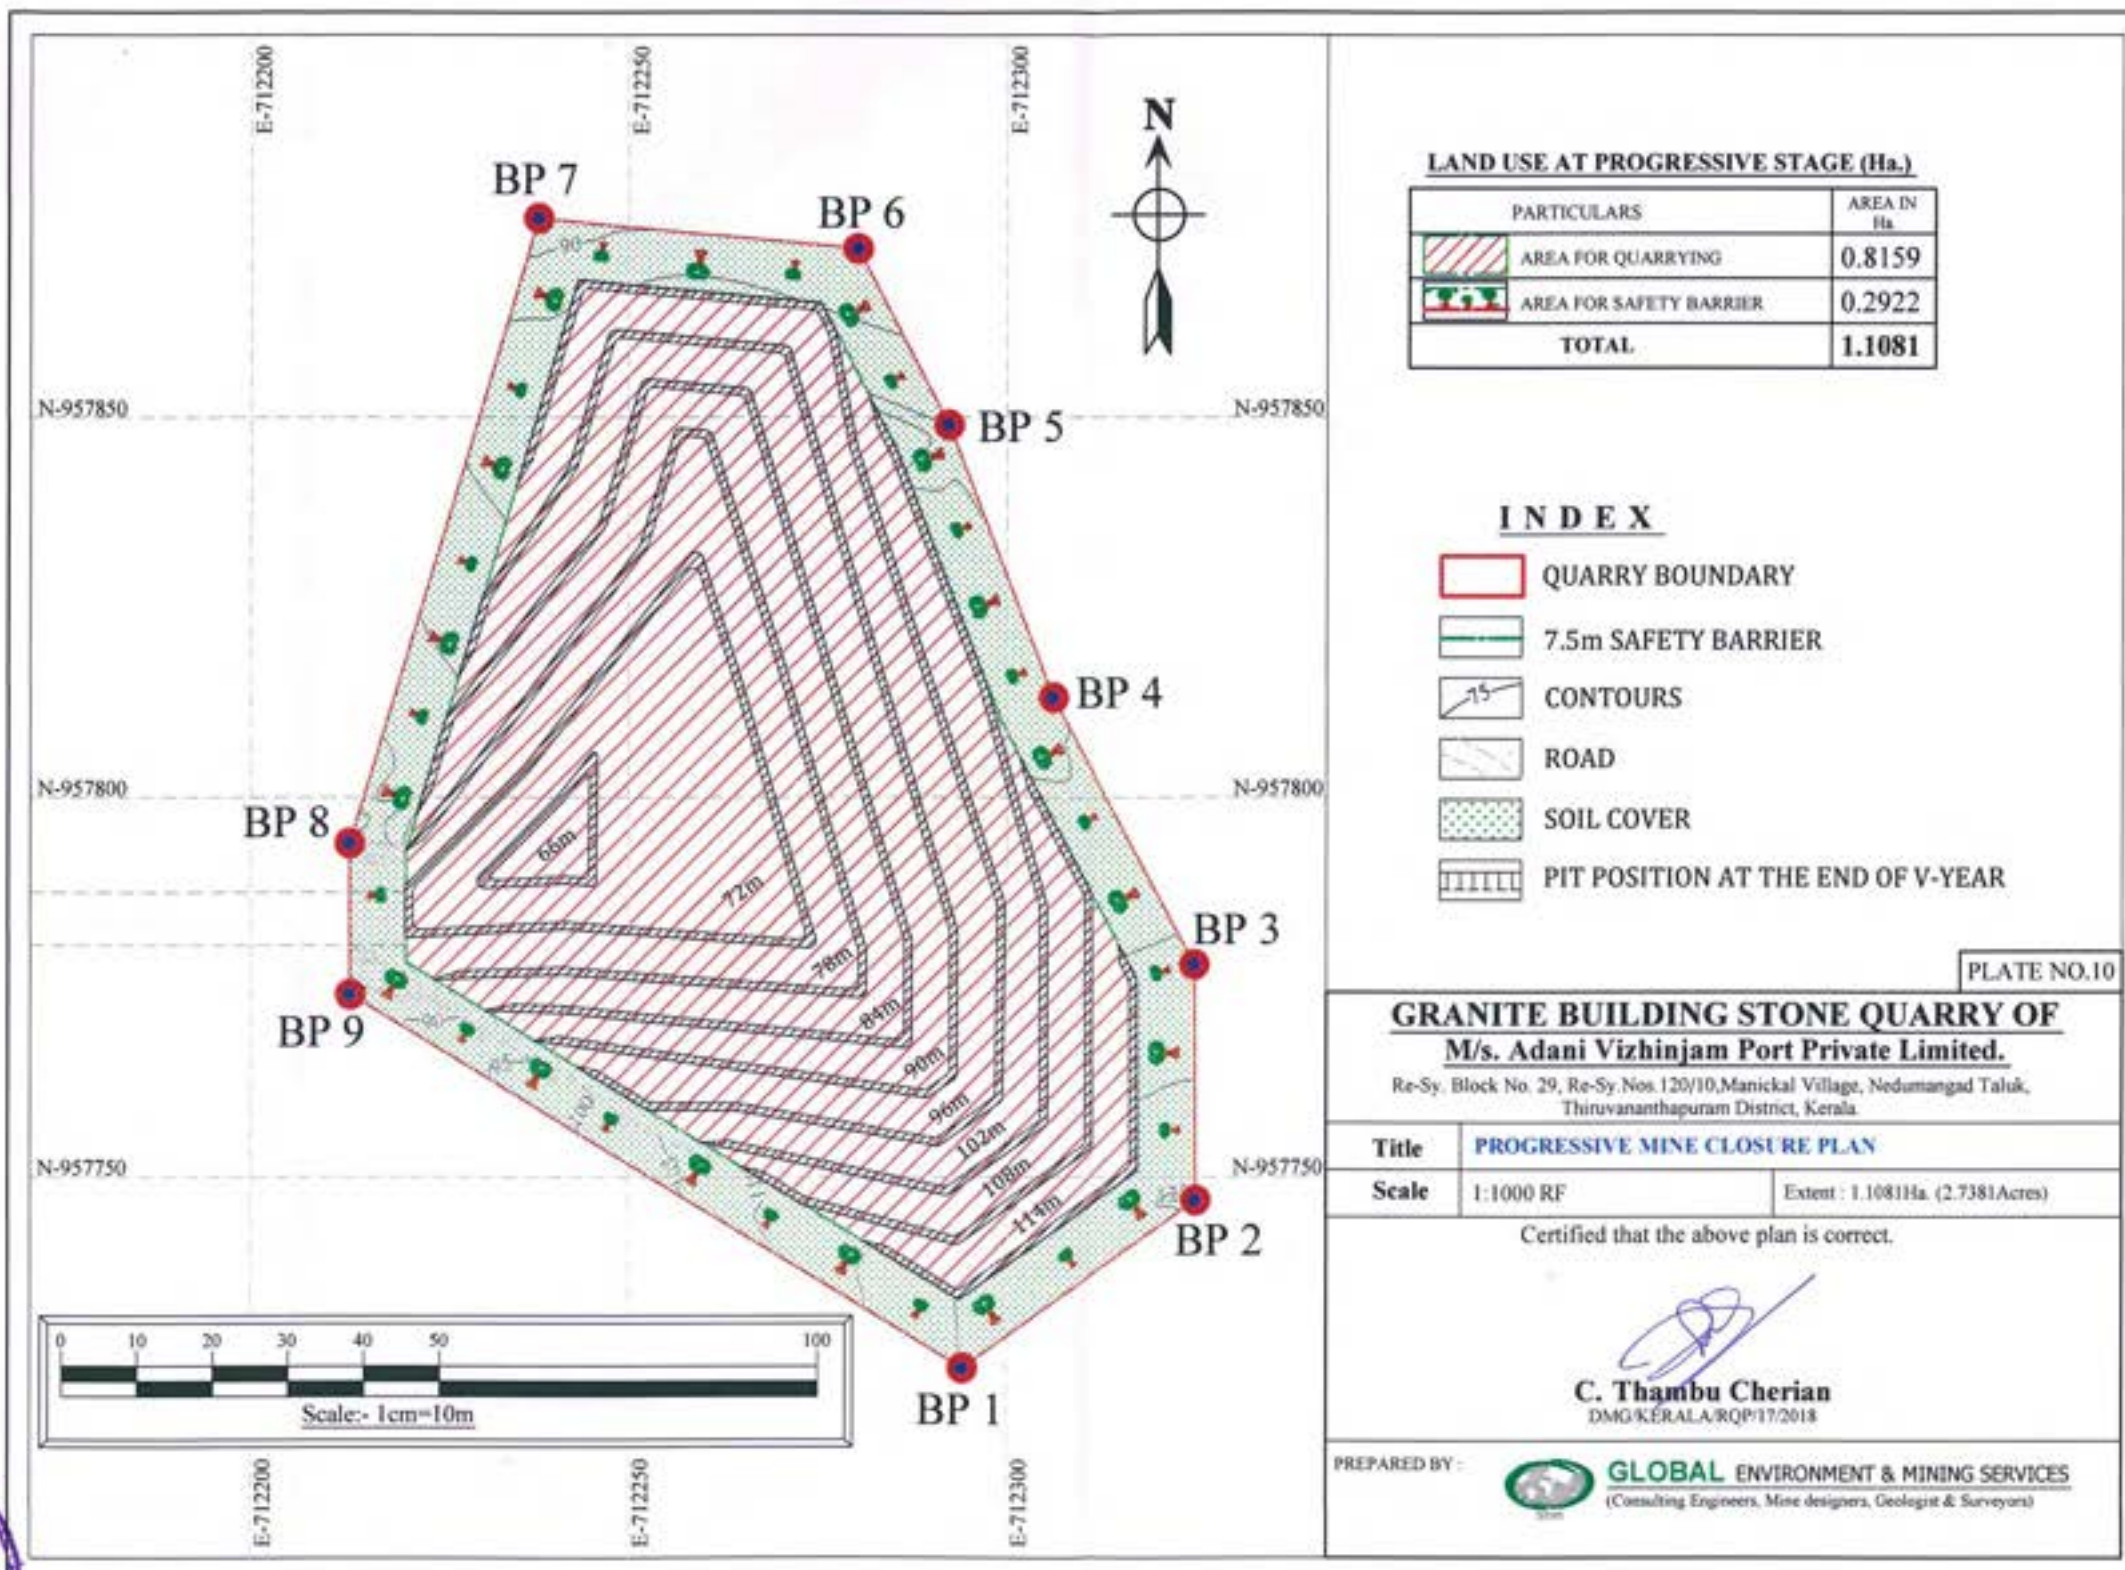 E-712200
E-712250
E-712300
N
BP 7
BP 6
90
N-957850
N-957850
BP 5
BP 4
N-957800
N-957800
BP 8
66m
72m
BP 3
78m
BP 9
84m
90m
95
96m
100
102m
N-957750
N-957750
108m
114m
BP 2
BP 1
0 10 20 30 40 50 100
Scale:- 1cm=10m
E-712200
E-712250
E-712300
LAND USE AT PROGRESSIVE STAGE (Ha.)
PARTICULARS AREA IN Ha.
AREA FOR QUARRYING 0.8159
AREA FOR SAFETY BARRIER 0.2922
TOTAL 1.1081
INDEX
QUARRY BOUNDARY
7.5m SAFETY BARRIER
75 CONTOURS
ROAD
SOIL COVER
PIT POSITION AT THE END OF V-YEAR
PLATE NO.10
GRANITE BUILDING STONE QUARRY OF
M/s. Adani Vizhinjam Port Private Limited.
Re-Sy. Block No. 29, Re-Sy.Nos.120/10,Manickal Village, Nedumangad Taluk,
Thiruvananthapuram District, Kerala.
Title PROGRESSIVE MINE CLOSURE PLAN
Scale 1:1000 RF Extent : 1.1081Ha. (2.7381Acres)
Certified that the above plan is correct.
C. Thambu Cherian
DMG/KERALA/RQP/17/2018
PREPARED BY :
GLOBAL ENVIRONMENT & MINING SERVICES
(Consulting Engineers, Mine designers, Geologist & Surveyors)